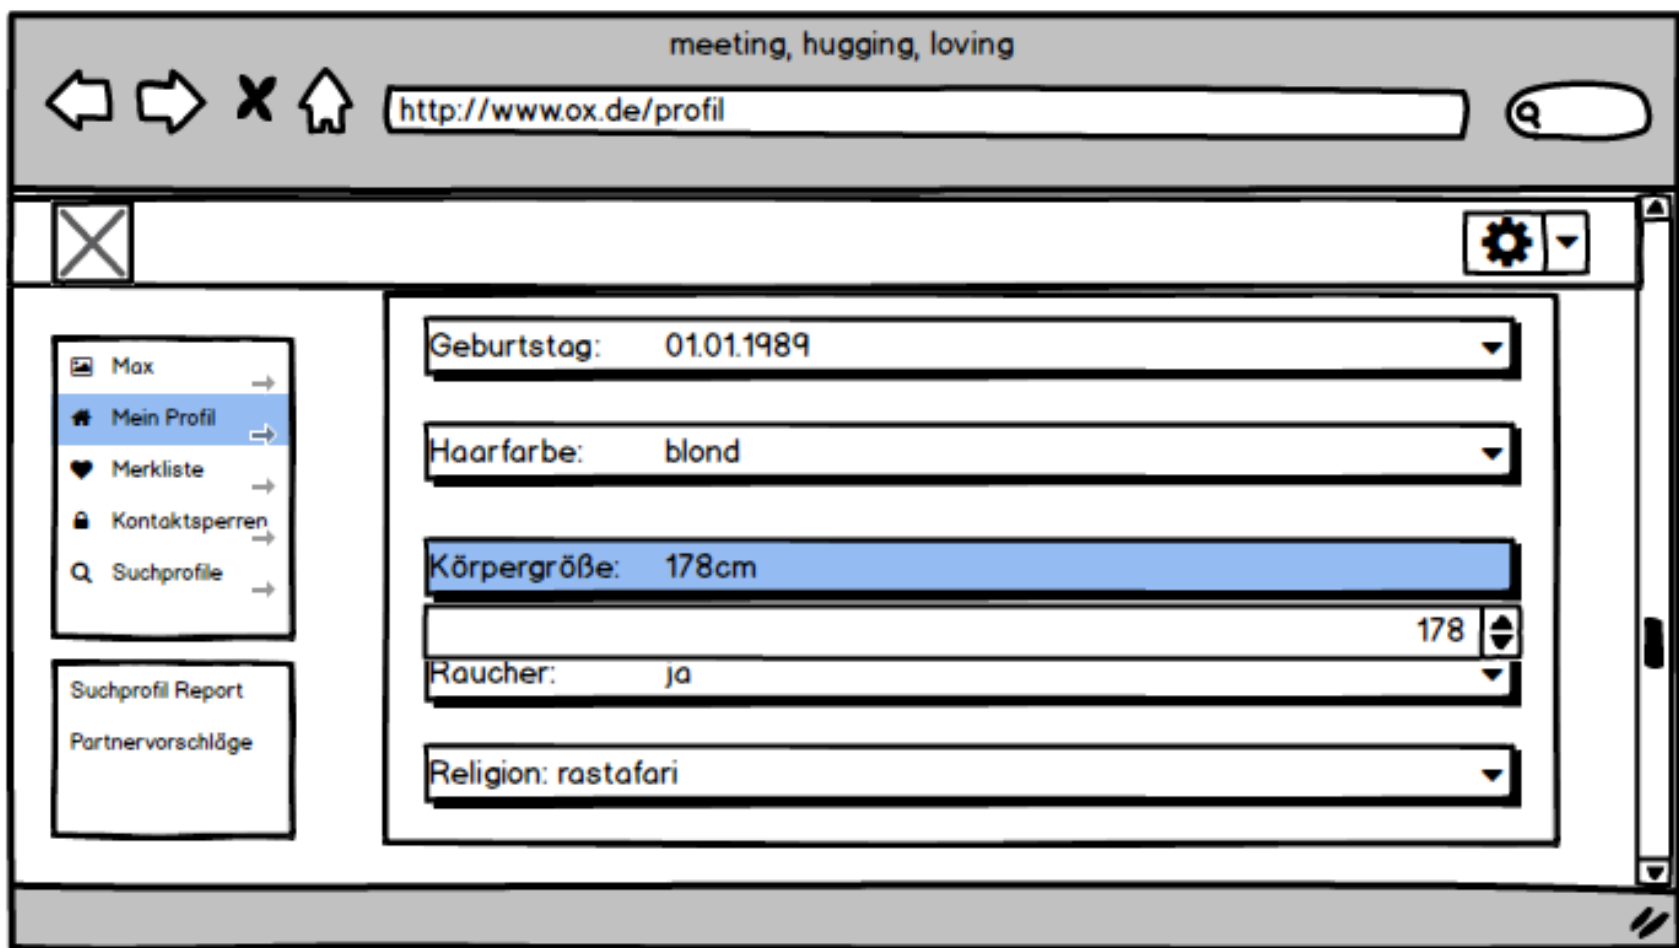 meeting, hugging, loving
http://www.ox.de/profil
Max
Mein Profil
Merkliste
Kontaktsperren
Suchprofile
Suchprofil Report
Partnervorschläge
Geburtstag: 01.01.1989
Haarfarbe: blond
Körpergröße: 178cm
178
Raucher: ja
Religion: rastafari